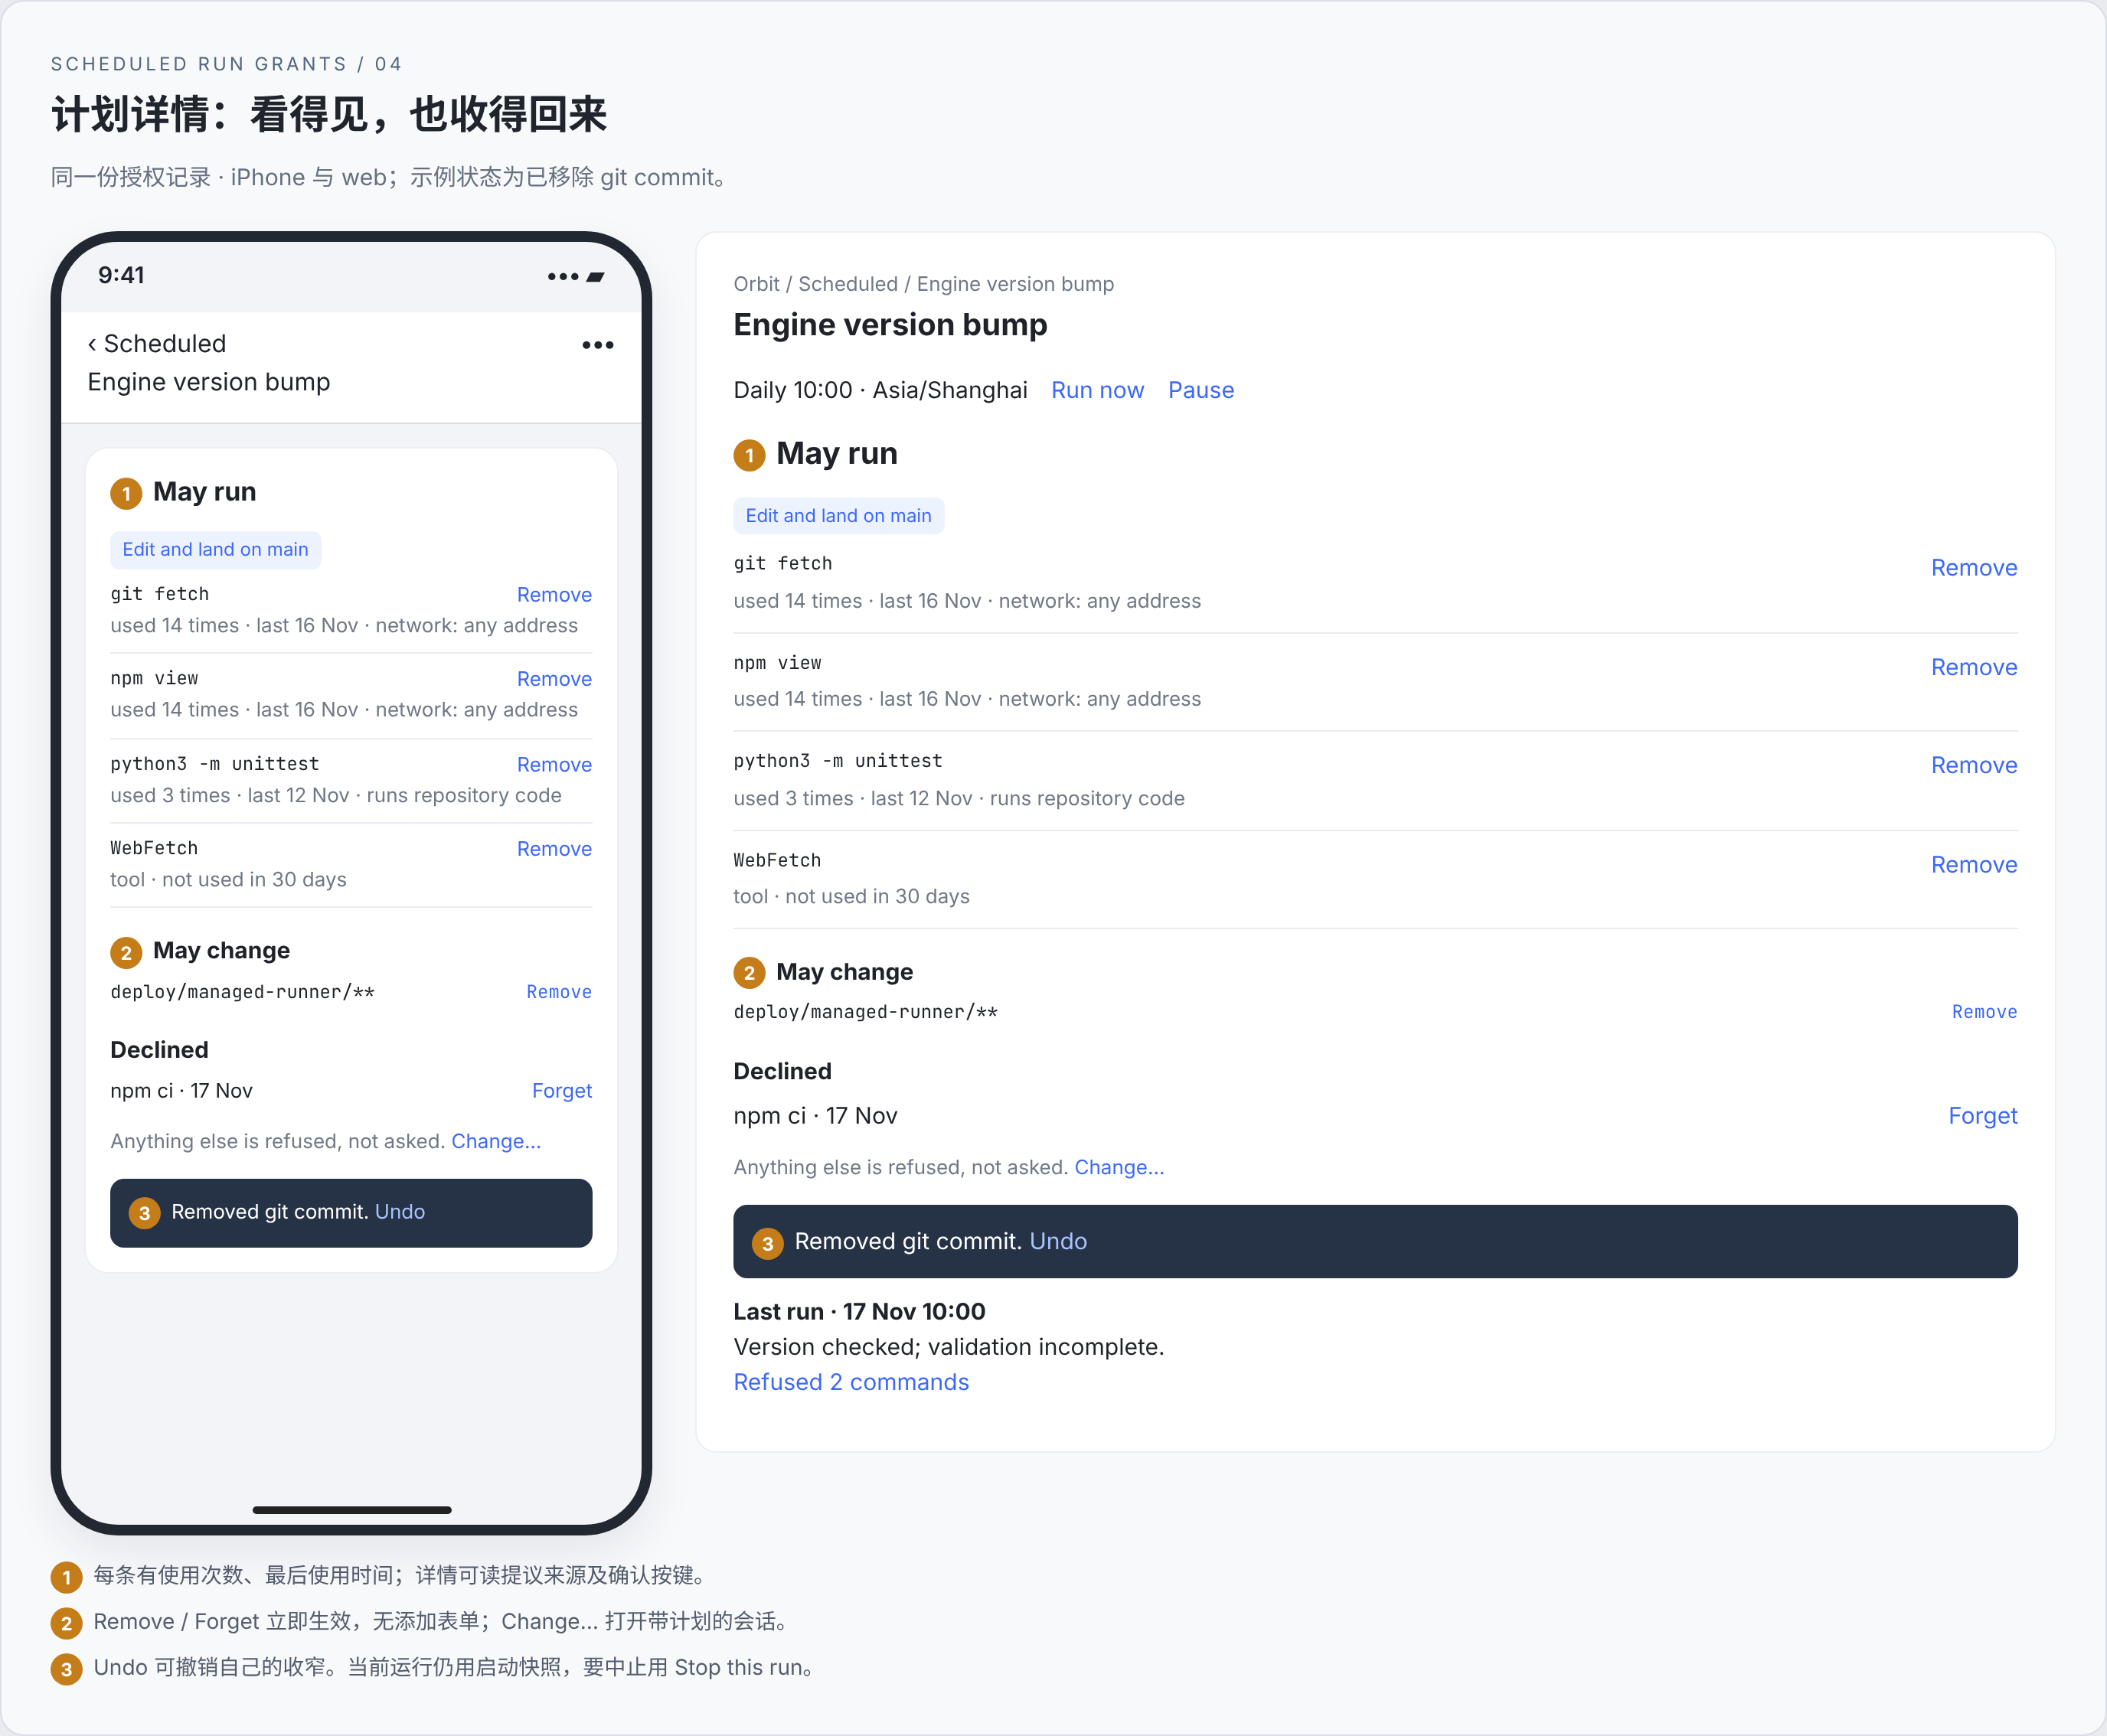 SCHEDULED RUN GRANTS / 04
计划详情：看得见，也收得回来
同一份授权记录 · iPhone 与 web；示例状态为已移除 git commit。
9:41
‹ Scheduled
Engine version bump
1 May run
Edit and land on main
git fetch Remove
used 14 times · last 16 Nov · network: any address
npm view Remove
used 14 times · last 16 Nov · network: any address
python3 -m unittest Remove
used 3 times · last 12 Nov · runs repository code
WebFetch Remove
tool · not used in 30 days
2 May change
deploy/managed-runner/** Remove
Declined
npm ci · 17 Nov Forget
Anything else is refused, not asked. Change...
3 Removed git commit. Undo
Orbit / Scheduled / Engine version bump
Engine version bump
Daily 10:00 · Asia/Shanghai Run now Pause
1 May run
Edit and land on main
git fetch Remove
used 14 times · last 16 Nov · network: any address
npm view Remove
used 14 times · last 16 Nov · network: any address
python3 -m unittest Remove
used 3 times · last 12 Nov · runs repository code
WebFetch Remove
tool · not used in 30 days
2 May change
deploy/managed-runner/** Remove
Declined
npm ci · 17 Nov Forget
Anything else is refused, not asked. Change...
3 Removed git commit. Undo
Last run · 17 Nov 10:00
Version checked; validation incomplete.
Refused 2 commands
1 每条有使用次数、最后使用时间；详情可读提议来源及确认按键。
2 Remove / Forget 立即生效，无添加表单；Change... 打开带计划的会话。
3 Undo 可撤销自己的收窄。当前运行仍用启动快照，要中止用 Stop this run。